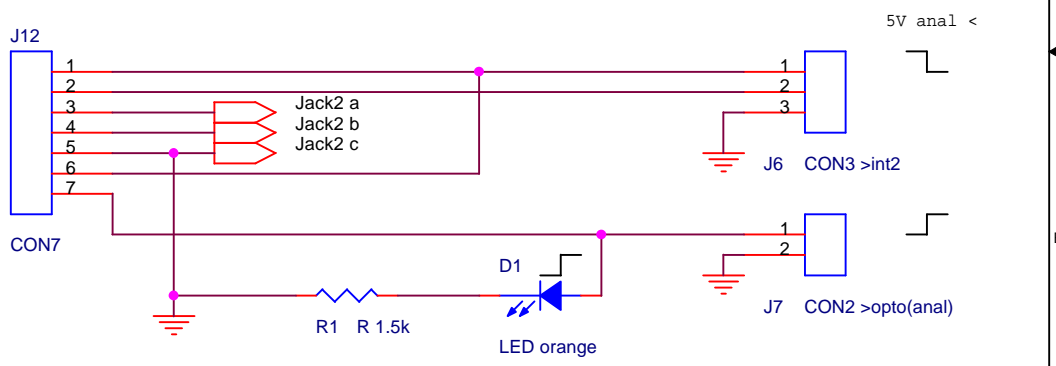 5V anal <
J12
1
2
3
4
5
6
7
CON7
Jack2 a
Jack2 b
Jack2 c
1
2
3
J6 CON3 >int2
1
2
J7 CON2 >opto(anal)
D1
LED orange
R1 R 1.5k